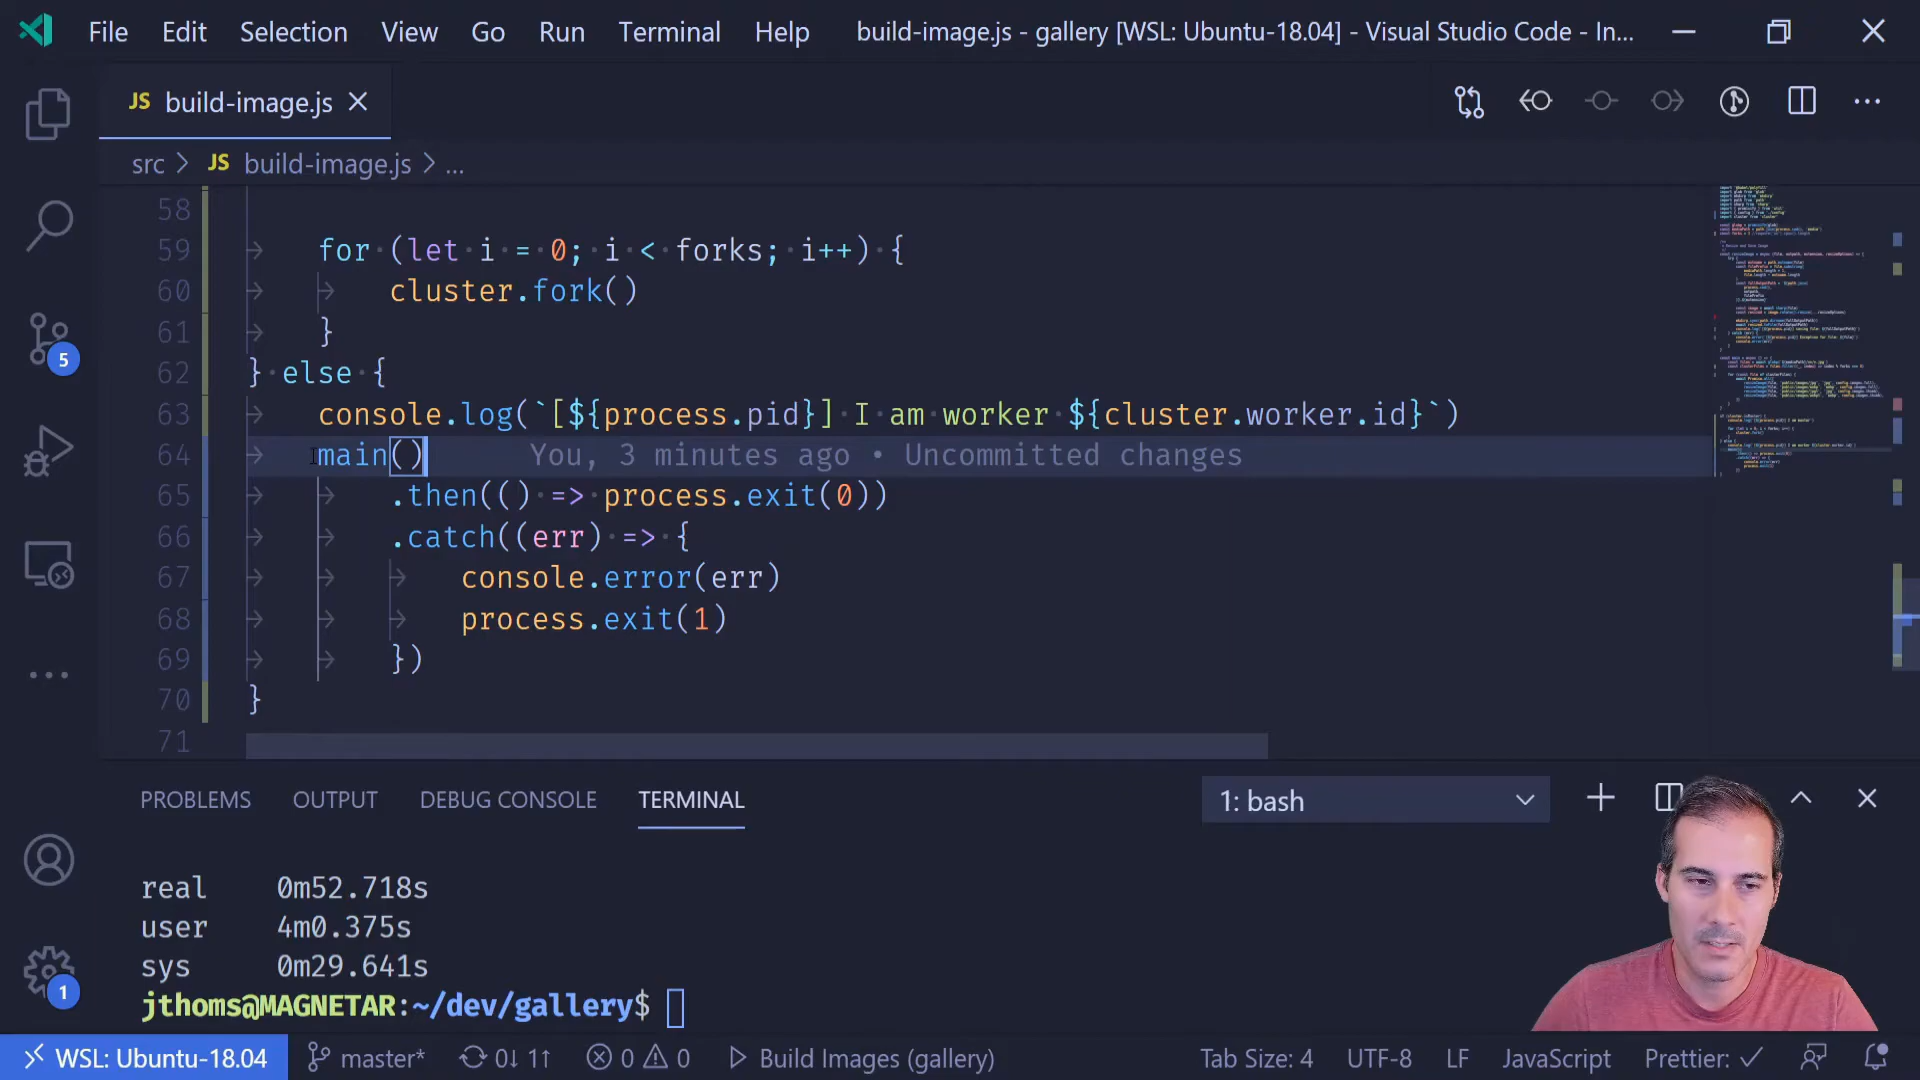 File Edit Selection View Go Run Terminal Help build-image.js - gallery [WSL: Ubuntu-18.04] - Visual Studio Code - In...
JS build-image.js
src > JS build-image.js > ...
58
59 for (let i = 0; i < forks; i++) {
60 cluster.fork()
61 }
62 } else {
63 console.log(`[${process.pid}] I am worker ${cluster.worker.id}`)
64 main() You, 3 minutes ago • Uncommitted changes
65 .then(() => process.exit(0))
66 .catch((err) => {
67 console.error(err)
68 process.exit(1)
69 })
70 }
71
5
PROBLEMS OUTPUT DEBUG CONSOLE TERMINAL 1: bash
real 0m52.718s
user 4m0.375s
sys 0m29.641s
jthoms@MAGNETAR:~/dev/gallery$
1
WSL: Ubuntu-18.04 master* 0↓ 1↑ 0 0 Build Images (gallery) Tab Size: 4 UTF-8 LF JavaScript Prettier: ✓